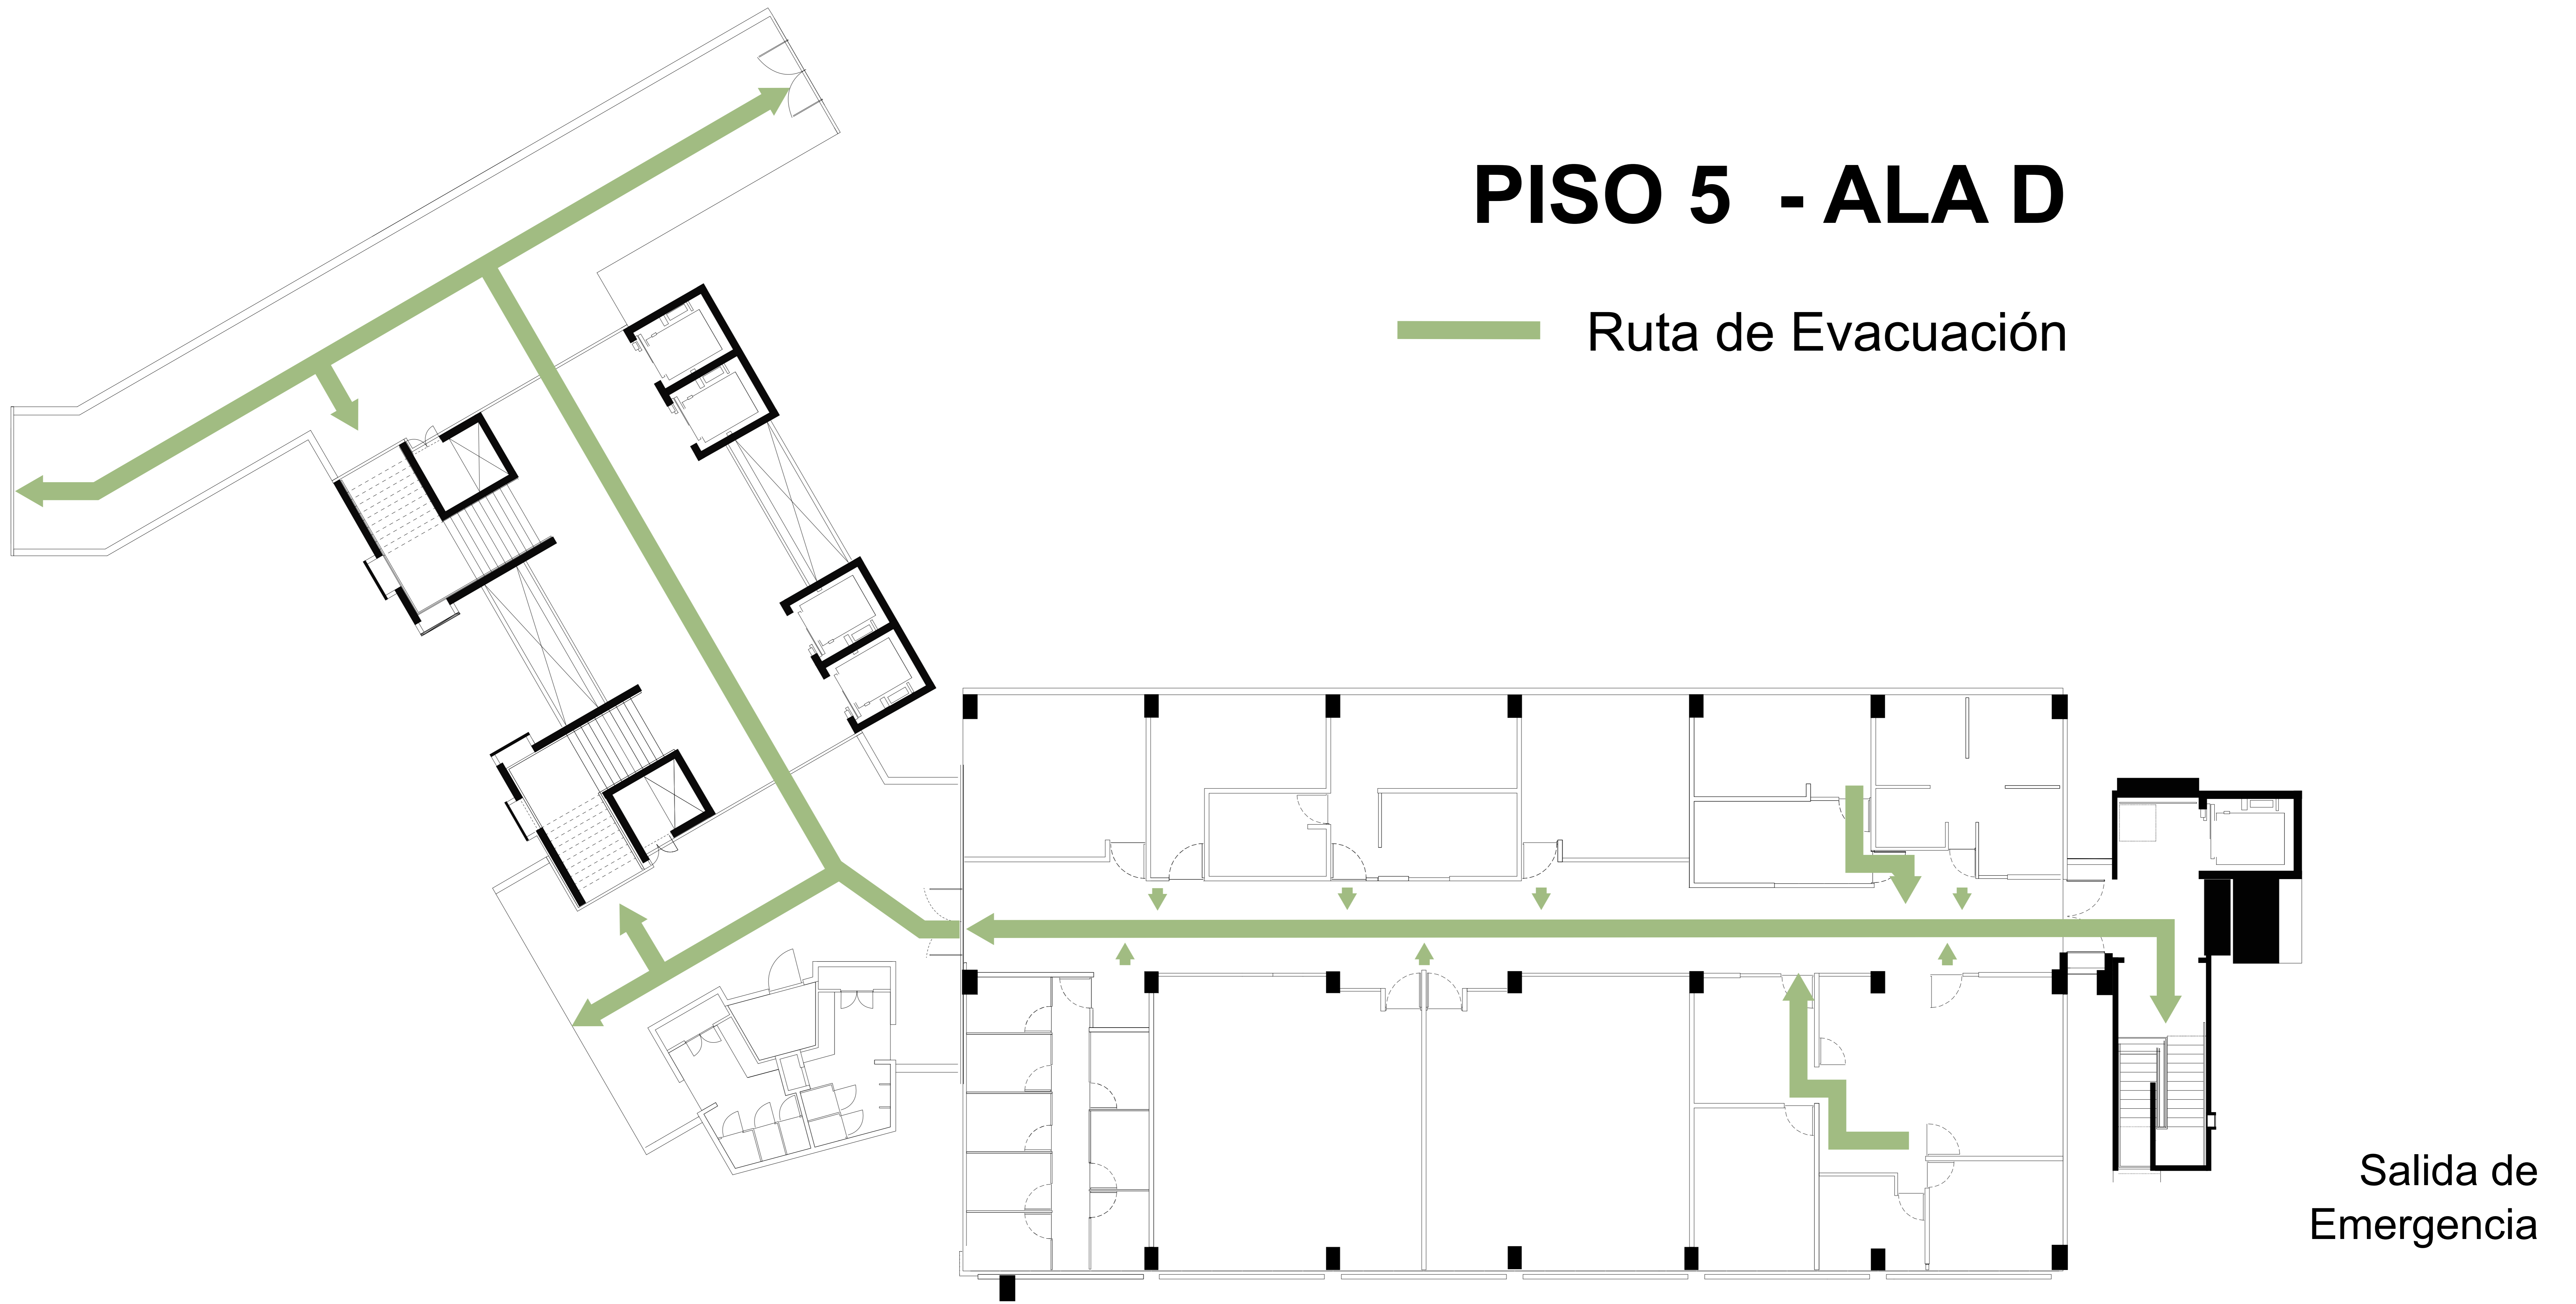 PISO 5 - ALA D
Ruta de Evacuación
Salida de
Emergencia